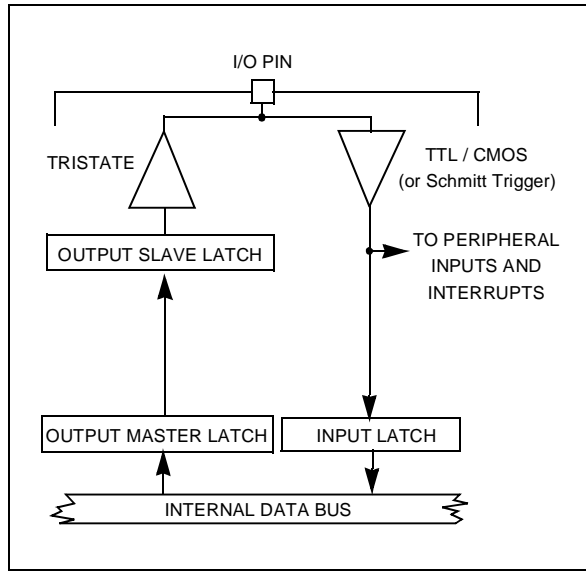 I/O PIN
TRISTATE
TTL / CMOS
(or Schmitt Trigger)
OUTPUT SLAVE LATCH
TO PERIPHERAL
INPUTS AND
INTERRUPTS
OUTPUT MASTER LATCH
INPUT LATCH
INTERNAL DATA BUS